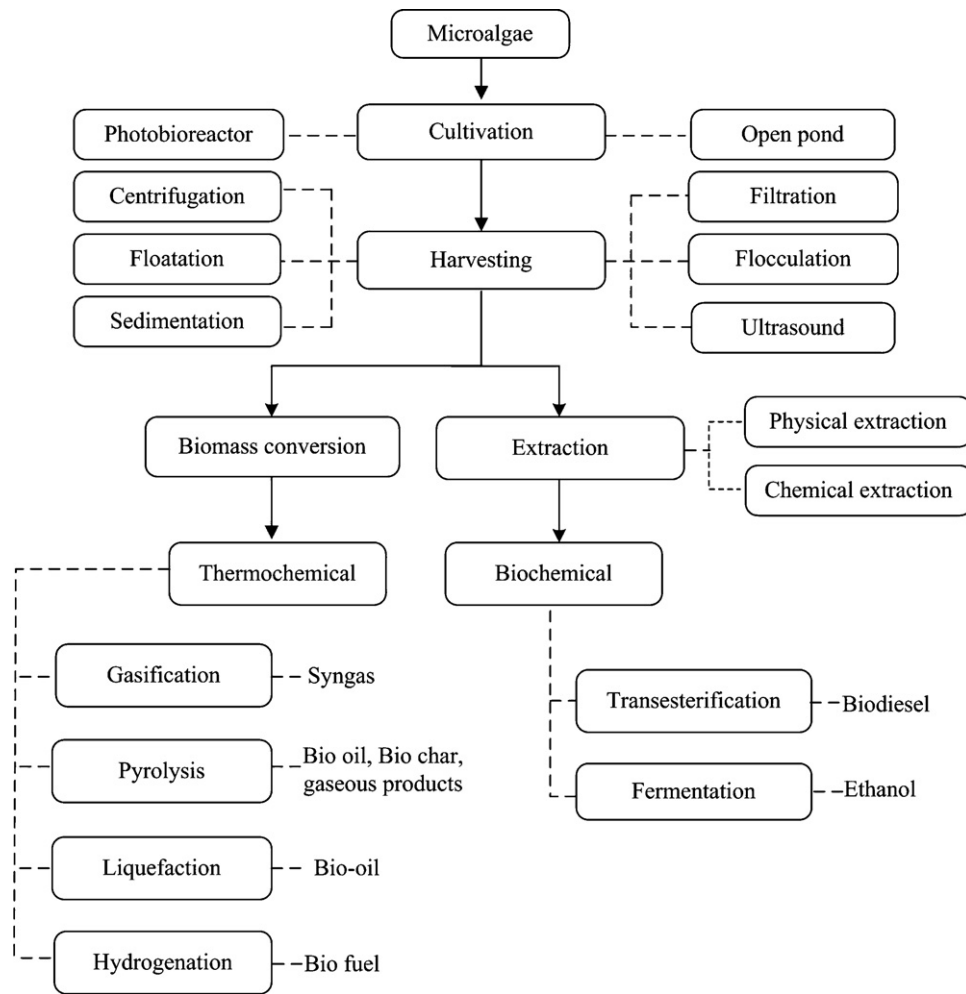 Microalgae
Photobioreactor
Cultivation
Open pond
Centrifugation
Filtration
Floatation
Harvesting
Flocculation
Sedimentation
Ultrasound
Biomass conversion
Extraction
Physical extraction
Chemical extraction
Thermochemical
Biochemical
Gasification
Syngas
Pyrolysis
Bio oil, Bio char,
gaseous products
Liquefaction
Bio-oil
Hydrogenation
Bio fuel
Transesterification
Biodiesel
Fermentation
Ethanol